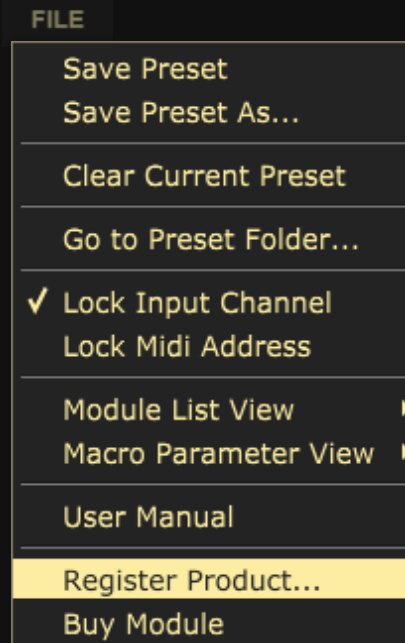 FILE
Save Preset
Save Preset As...
Clear Current Preset
Go to Preset Folder...
Lock Input Channel
Lock Midi Address
Module List View
Macro Parameter View
User Manual
Register Product...
Buy Module